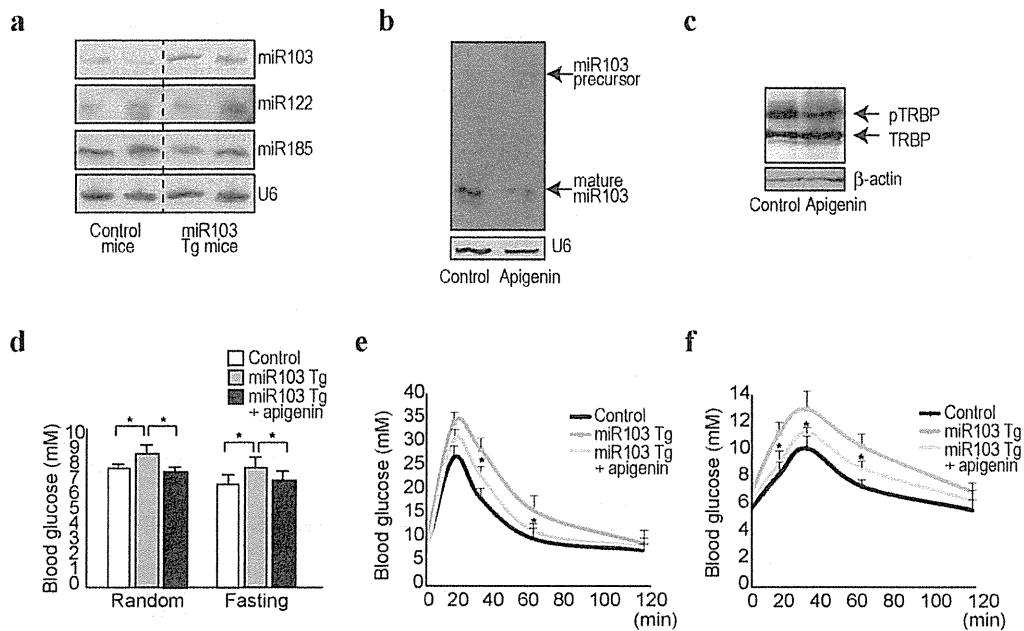 a
miR103
miR122
miR185
U6
Control
mice
miR103
Tg mice
b
miR103
precursor
mature
miR103
U6
Control Apigenin
c
pTRBP
TRBP
β-actin
Control Apigenin
d
Control
miR103 Tg
miR103 Tg
+ apigenin
Blood glucose (mM)
10
9
8
7
6
5
4
3
2
1
0
* * * *
Random Fasting
e
Control
miR103 Tg
miR103 Tg
+ apigenin
Blood glucose (mM)
40
35
30
25
20
15
10
5
0
* *
0 20 40 60 80 100 120
(min)
f
Control
miR103 Tg
miR103 Tg
+ apigenin
Blood glucose (mM)
14
12
10
8
6
4
2
0
* * *
0 20 40 60 80 100 120
(min)